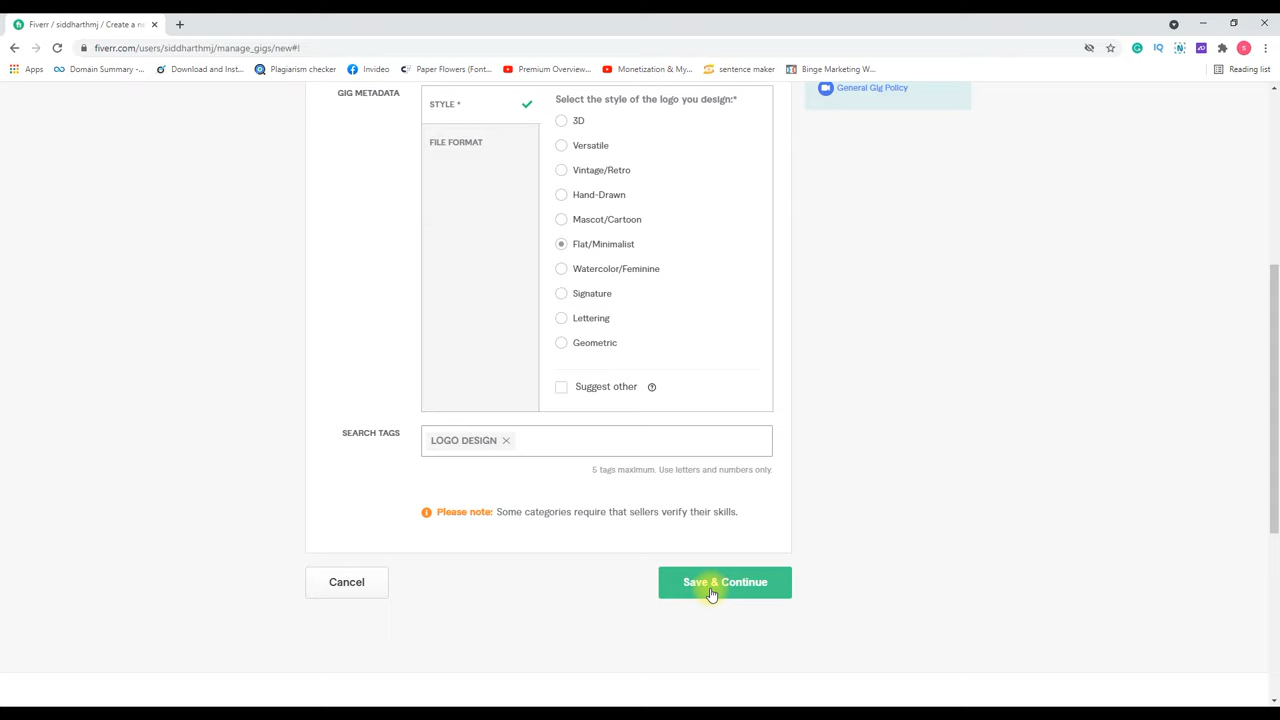 Fiverr / siddharthmj / Create a n
fiverr.com/users/siddharthmj/manage_gigs/new#!
Apps
Domain Summary -...
Download and Inst...
Plagiarism checker
Invideo
Paper Flowers (Font...
Premium Overview...
Monetization & My...
sentence maker
Binge Marketing W...
Reading list
General Gig Policy
GIG METADATA
STYLE *
FILE FORMAT
Select the style of the logo you design:*
3D
Versatile
Vintage/Retro
Hand-Drawn
Mascot/Cartoon
Flat/Minimalist
Watercolor/Feminine
Signature
Lettering
Geometric
Suggest other
SEARCH TAGS
LOGO DESIGN
5 tags maximum. Use letters and numbers only.
Please note: Some categories require that sellers verify their skills.
Cancel
Save & Continue